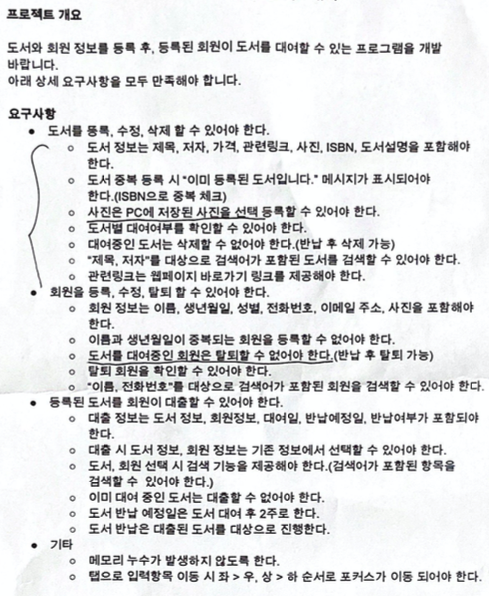 프로젝트 개요
도서와 회원 정보를 등록 후, 등록된 회원이 도서를 대여할 수 있는 프로그램을 개발
바랍니다.
아래 상세 요구사항을 모두 만족해야 합니다.
요구사항
● 도서를 등록, 수정, 삭제 할 수 있어야 한다.
○ 도서 정보는 제목, 저자, 가격, 관련링크, 사진, ISBN, 도서설명을 포함해야
한다.
○ 도서 중복 등록 시 "이미 등록된 도서입니다." 메시지가 표시되어야
한다.(ISBN으로 중복 체크)
○ 사진은 PC에 저장된 사진을 선택 등록할 수 있어야 한다.
○ 도서별 대여여부를 확인할 수 있어야 한다.
○ 대여중인 도서는 삭제할 수 없어야 한다.(반납 후 삭제 가능)
○ "제목, 저자"를 대상으로 검색어가 포함된 도서를 검색할 수 있어야 한다.
○ 관련링크는 웹페이지 바로가기 링크를 제공해야 한다.
● 회원을 등록, 수정, 탈퇴 할 수 있어야 한다.
○ 회원 정보는 이름, 생년월일, 성별, 전화번호, 이메일 주소, 사진을 포함해야
한다.
○ 이름과 생년월일이 중복되는 회원을 등록할 수 없어야 한다.
○ 도서를 대여중인 회원은 탈퇴할 수 없어야 한다.(반납 후 탈퇴 가능)
○ 탈퇴 회원을 확인할 수 있어야 한다.
○ "이름, 전화번호"를 대상으로 검색어가 포함된 회원을 검색할 수 있어야 한다.
● 등록된 도서를 회원이 대출할 수 있어야 한다.
○ 대출 정보는 도서 정보, 회원정보, 대여일, 반납예정일, 반납여부가 포함되야
한다.
○ 대출 시 도서 정보, 회원 정보는 기존 정보에서 선택할 수 있어야 한다.
○ 도서, 회원 선택 시 검색 기능을 제공해야 한다.(검색어가 포함된 항목을
검색할 수 있어야 한다.)
○ 이미 대여 중인 도서는 대출할 수 없어야 한다.
○ 도서 반납 예정일은 도서 대여 후 2주로 한다.
○ 도서 반납은 대출된 도서를 대상으로 진행한다.
● 기타
○ 메모리 누수가 발생하지 않도록 한다.
○ 탭으로 입력항목 이동 시 좌 > 우, 상 > 하 순서로 포커스가 이동 되어야 한다.